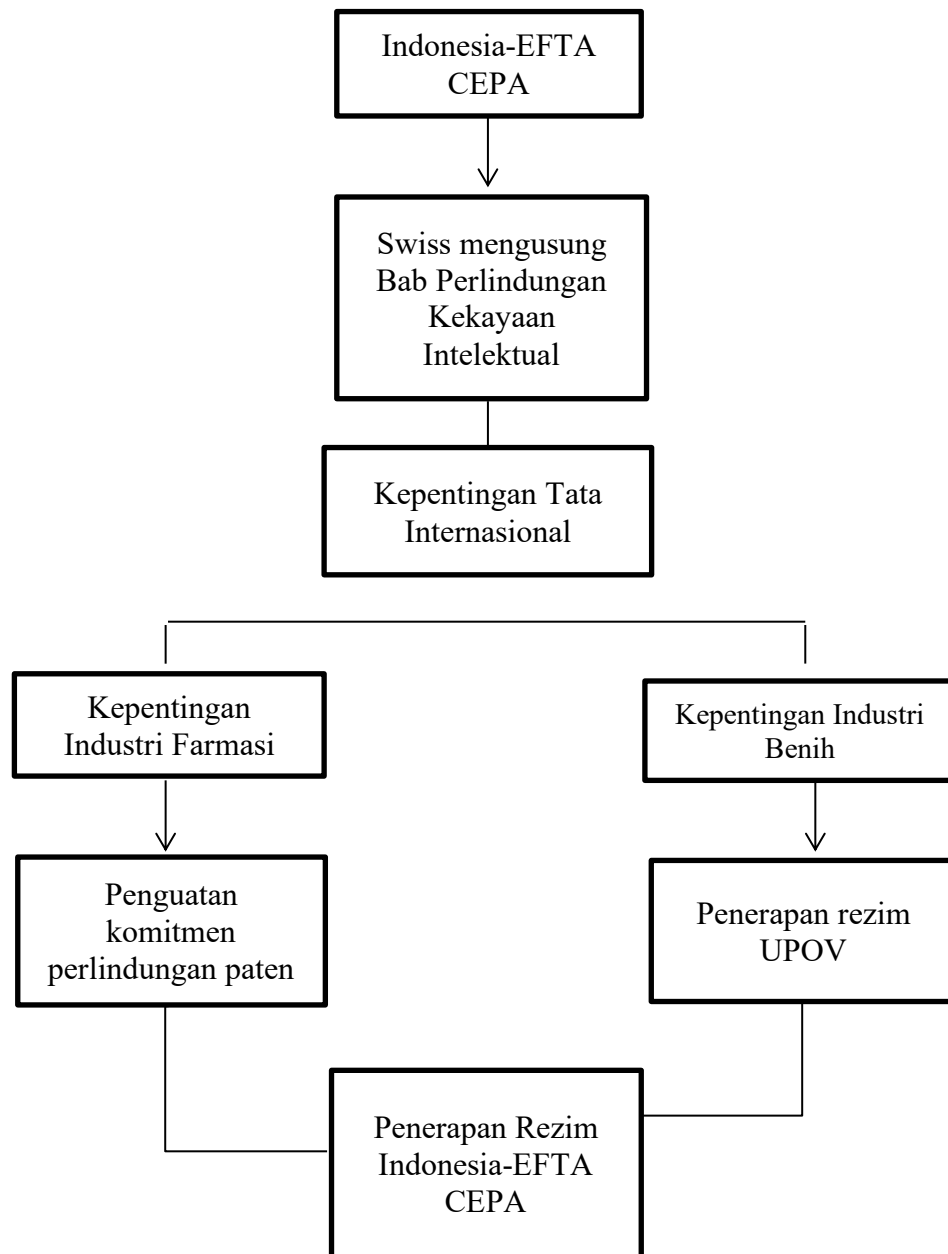 Indonesia-EFTA
CEPA
Swiss mengusung
Bab Perlindungan
Kekayaan
Intelektual
Kepentingan Tata
Internasional
Kepentingan
Industri Farmasi
Kepentingan Industri
Benih
Penguatan
komitmen
perlindungan paten
Penerapan rezim
UPOV
Penerapan Rezim
Indonesia-EFTA
CEPA